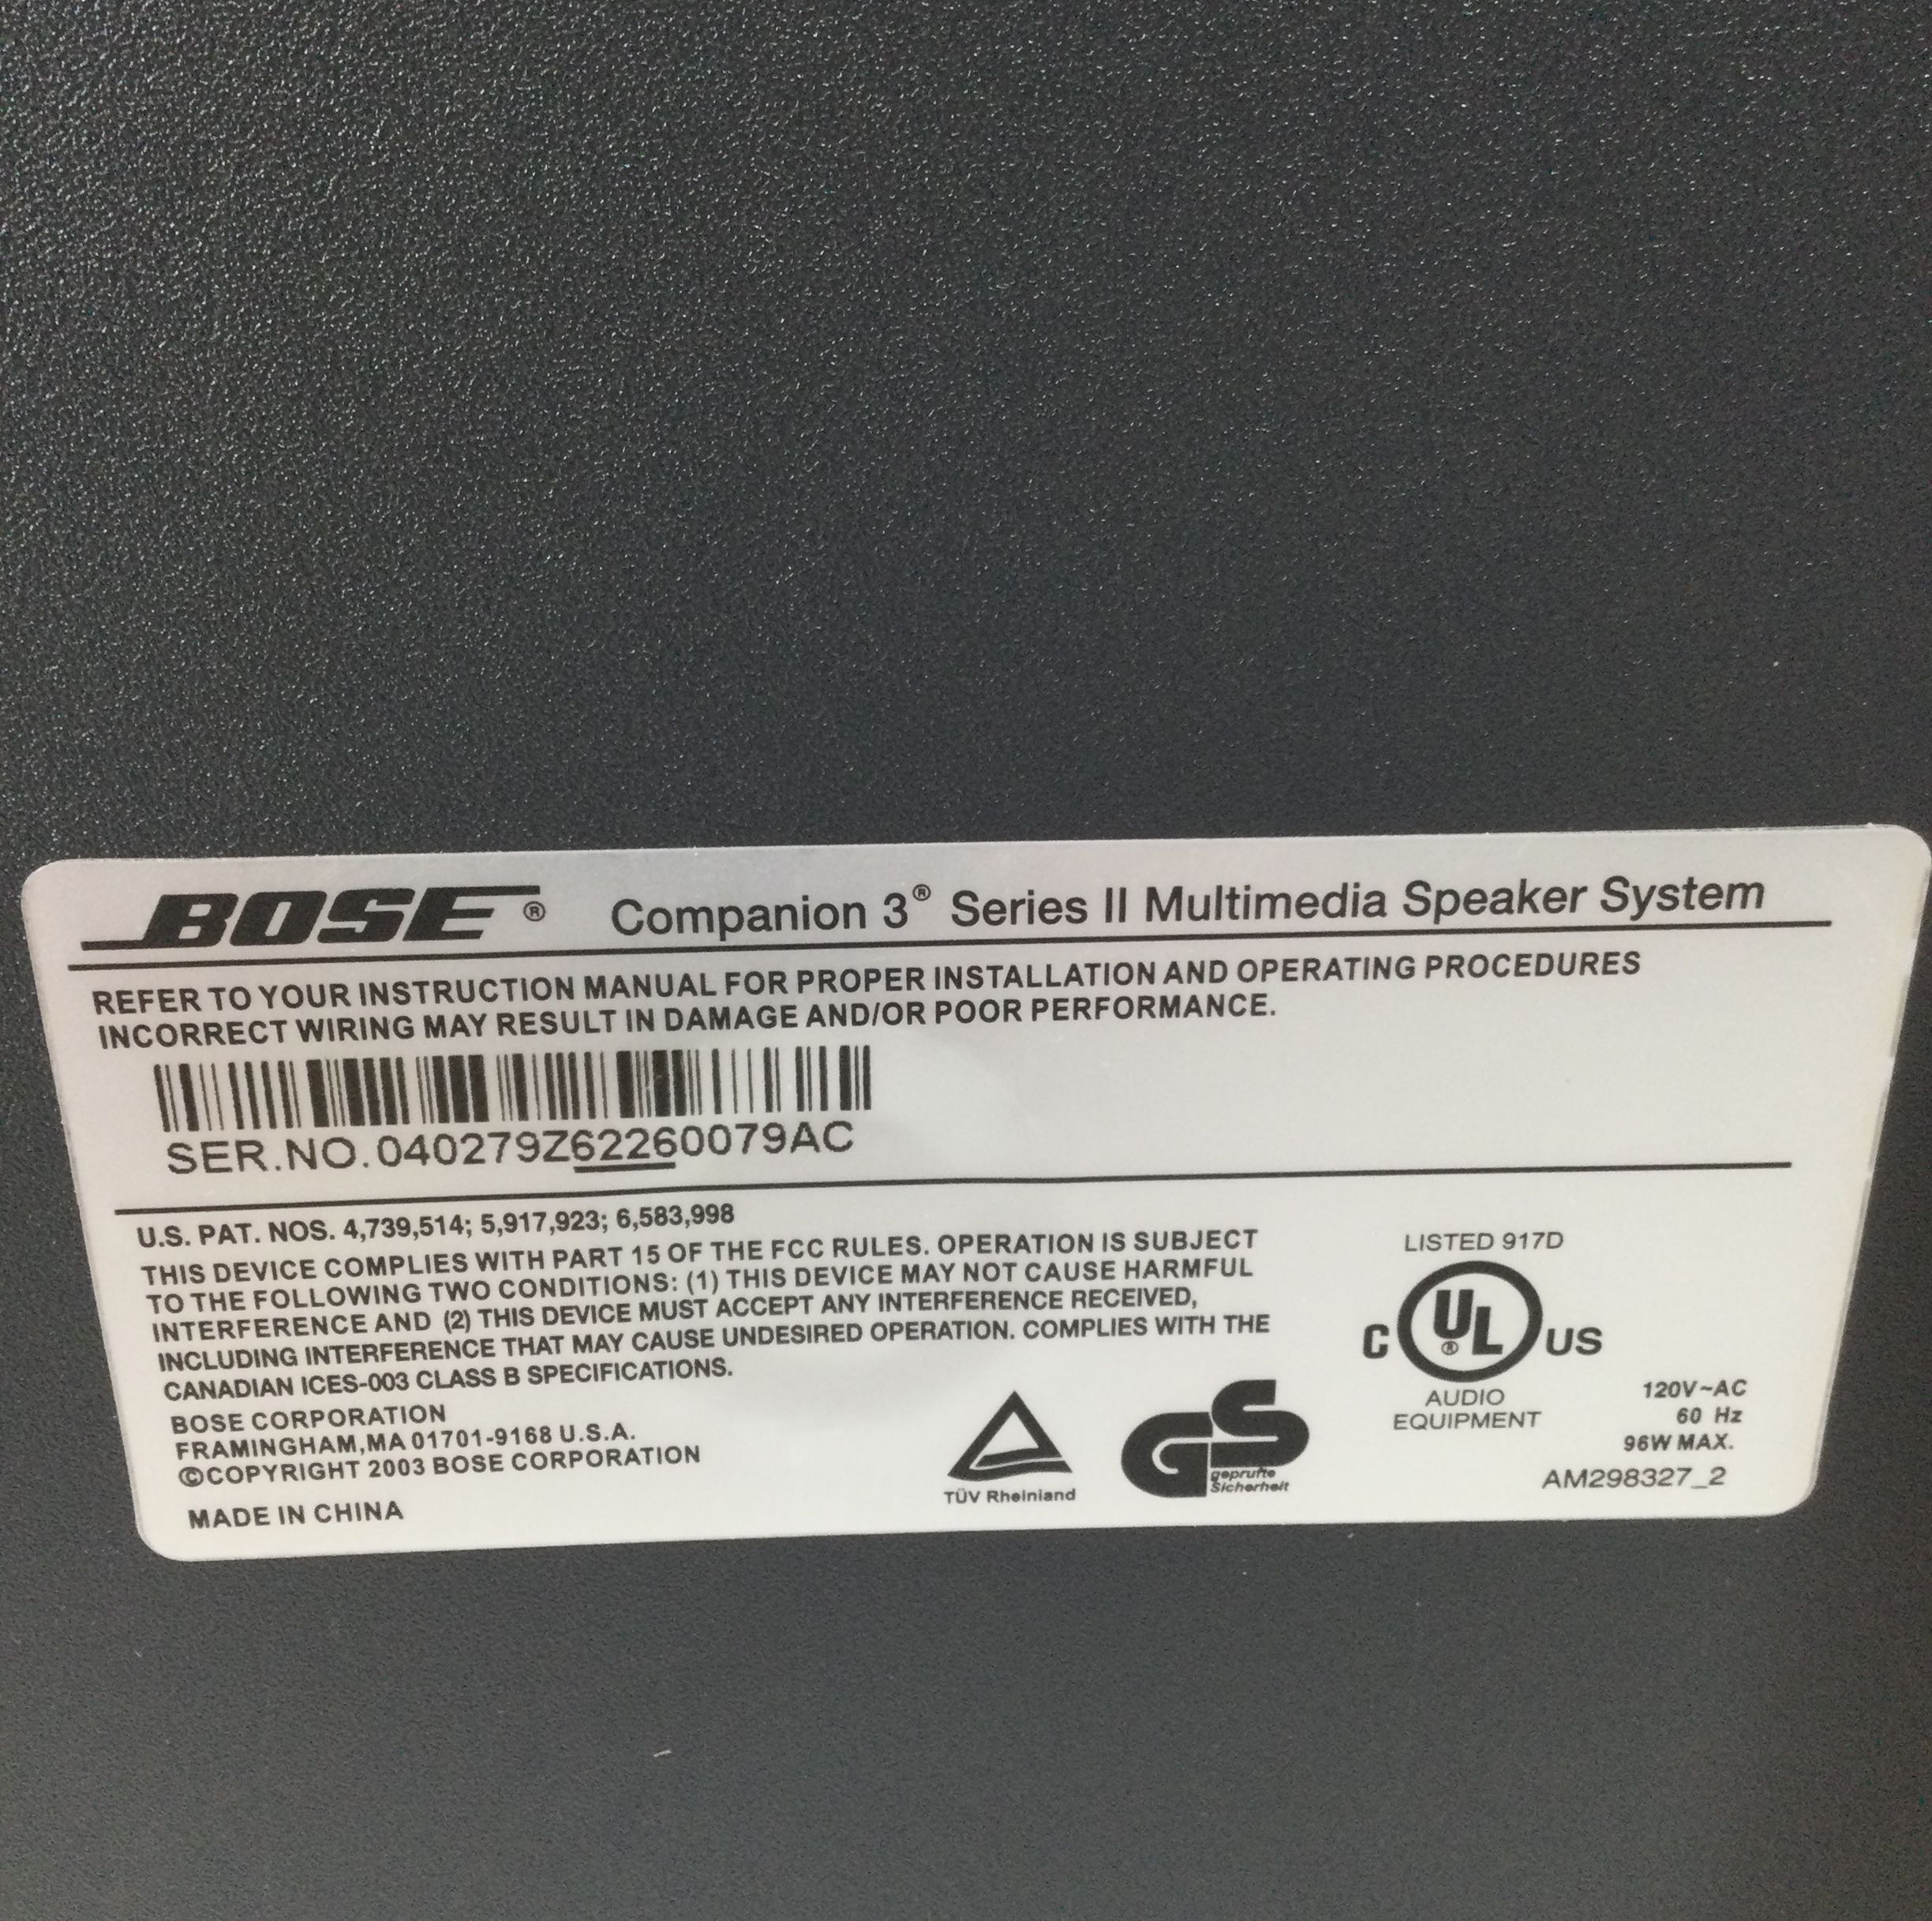 BOSE® Companion 3® Series II Multimedia Speaker System
REFER TO YOUR INSTRUCTION MANUAL FOR PROPER INSTALLATION AND OPERATING PROCEDURES
INCORRECT WIRING MAY RESULT IN DAMAGE AND/OR POOR PERFORMANCE.
SER.NO.040279Z62260079AC
U.S. PAT. NOS. 4,739,514; 5,917,923; 6,583,998
THIS DEVICE COMPLIES WITH PART 15 OF THE FCC RULES. OPERATION IS SUBJECT
TO THE FOLLOWING TWO CONDITIONS: (1) THIS DEVICE MAY NOT CAUSE HARMFUL
INTERFERENCE AND (2) THIS DEVICE MUST ACCEPT ANY INTERFERENCE RECEIVED,
INCLUDING INTERFERENCE THAT MAY CAUSE UNDESIRED OPERATION. COMPLIES WITH THE
CANADIAN ICES-003 CLASS B SPECIFICATIONS.
BOSE CORPORATION
FRAMINGHAM,MA 01701-9168 U.S.A.
©COPYRIGHT 2003 BOSE CORPORATION
MADE IN CHINA
TÜV Rheinland
GS
geprüfte
Sicherheit
LISTED 917D
C UL® US
AUDIO
EQUIPMENT
120V~AC
60 Hz
96W MAX.
AM298327_2